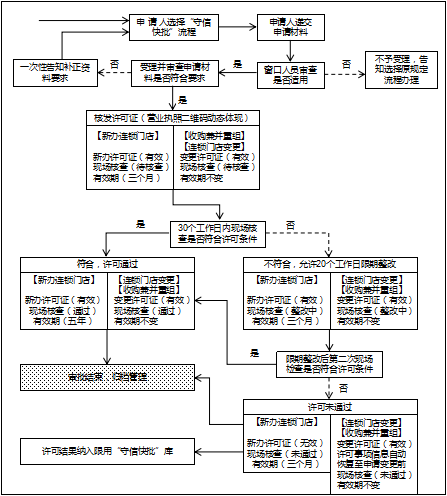 申请人选择“守信
快批”流程
申请人递交
申请材料
一次性告知补正资
料要求
否
受理并审查申请材
料是否符合要求
是
窗口人员审查
是否适用
否
不予受理，告
知选择原规定
流程办理
是
核发许可证（营业执照二维码动态体现）
【新办连锁门店】
新办许可证（有效）
现场核查（待核查）
有效期（三个月）
【收购兼并重组】
【连锁门店变更】
变更许可证（有效）
现场核查（待核查）
有效期不变
是
30个工作日内现场核
查是否符合许可条件
否
符合，许可通过
【新办连锁门店】
新办许可证（有效）
现场核查（通过）
有效期（五年）
【连锁门店变更】
【收购兼并重组】
变更许可证（有效）
现场核查（通过）
有效期不变
不符合，允许20个工作日限期整改
【新办连锁门店】
新办许可证（有效）
现场核查（整改中）
有效期（三个月）
【连锁门店变更】
【收购兼并重组】
变更许可证（有效）
现场核查（整改中）
有效期不变
是
限期整改后第二次现场
检查是否符合许可条件
否
审批结束，归档管理
许可未通过
【新办连锁门店】
新办许可证（无效）
现场核查（未通过）
有效期（三个月）
【连锁门店变更】
【收购兼并重组】
变更许可证（有效）
许可事项信息自动
恢复至申请变更前
现场核查（未通过）
有效期不变
许可结果纳入限用“守信快批”库